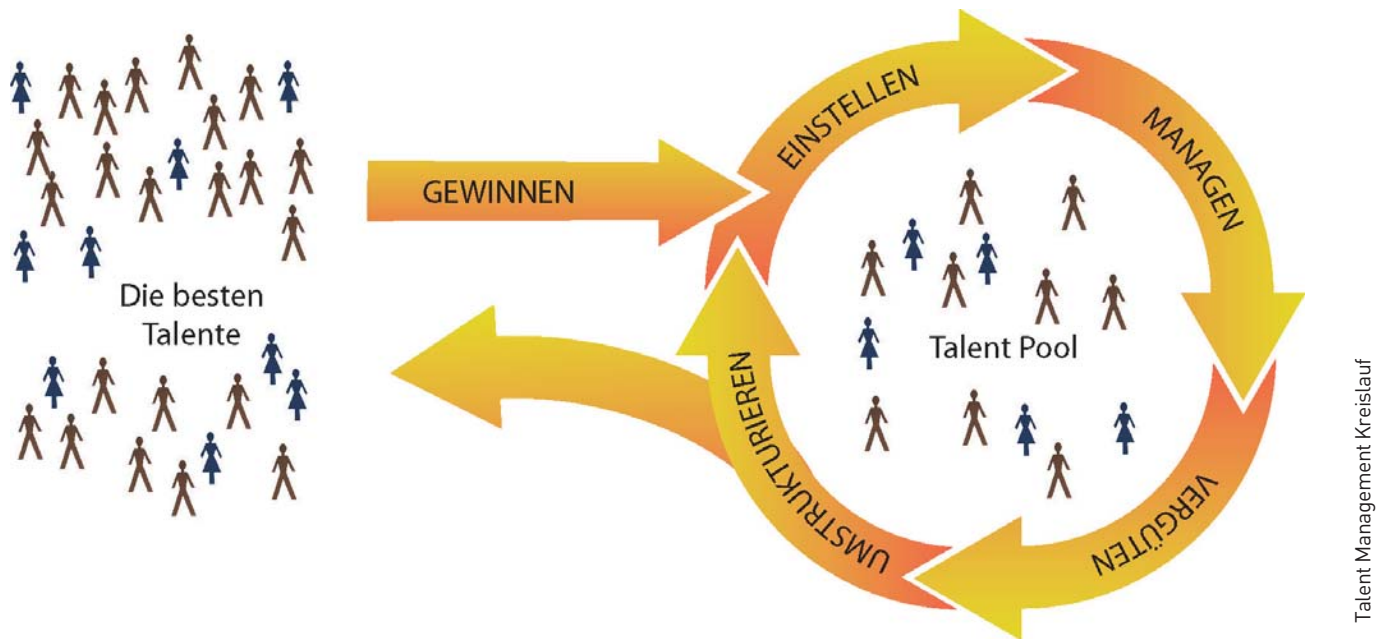 Die besten
Talente
GEWINNEN
EINSTELLEN
MANAGEN
VERGÜTEN
UMSTRUKTURIEREN
Talent Pool
Talent Management Kreislauf